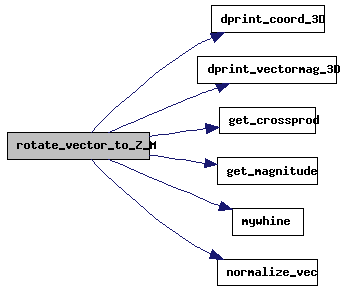 dprint_coord_3D
dprint_vectormag_3D
get_crossprod
rotate_vector_to_Z_M
get_magnitude
mywhine
normalize_vec